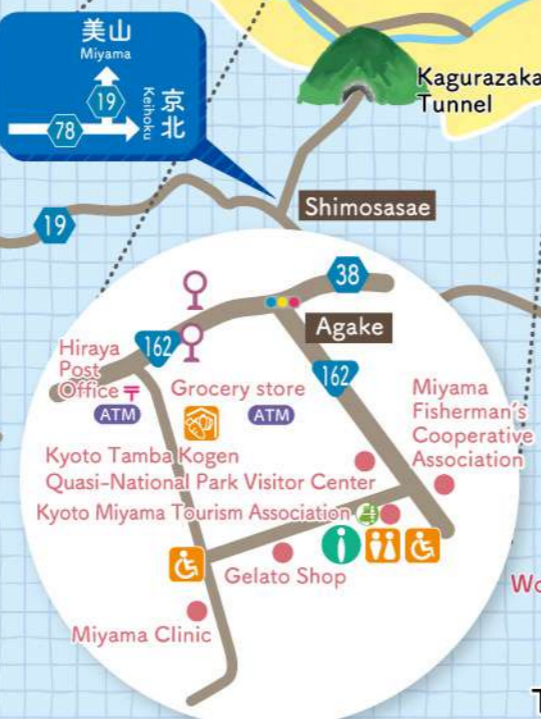 美山
Miyama
19
京北
Keihoku
78
Kagurazaka
Tunnel
Shimosasae
19
38
Agake
162
162
Hiraya
Post
Office 〒
ATM
Grocery store
ATM
Miyama
Fisherman's
Cooperative
Association
Kyoto Tamba Kogen
Quasi-National Park Visitor Center
Kyoto Miyama Tourism Association
i
Gelato Shop
Miyama Clinic
Wo
T